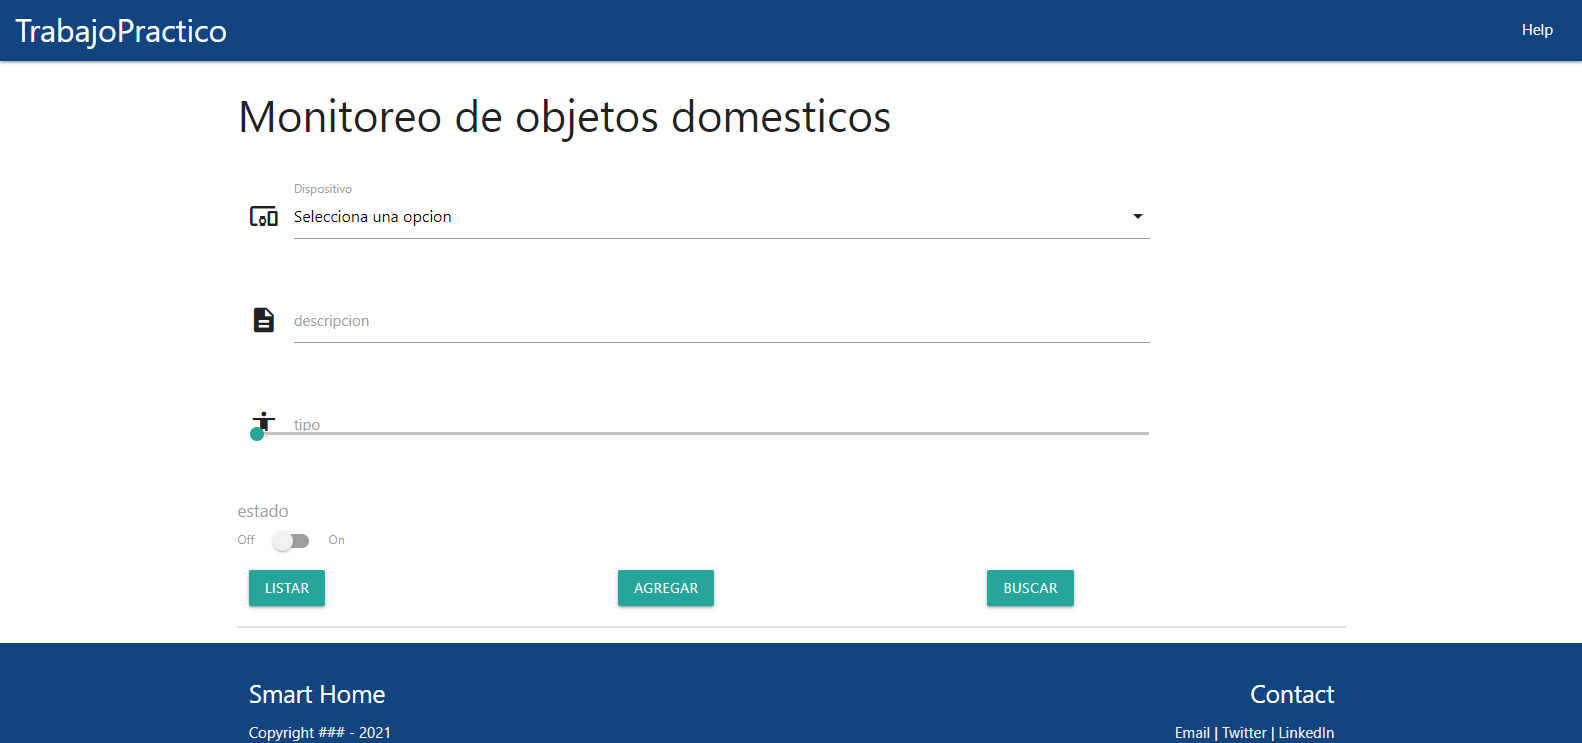 TrabajoPractico
Help
Monitoreo de objetos domesticos
Dispositivo
Selecciona una opcion
descripcion
tipo
estado
Off On
LISTAR AGREGAR BUSCAR
Smart Home
Contact
Copyright ### - 2021
Email | Twitter | LinkedIn